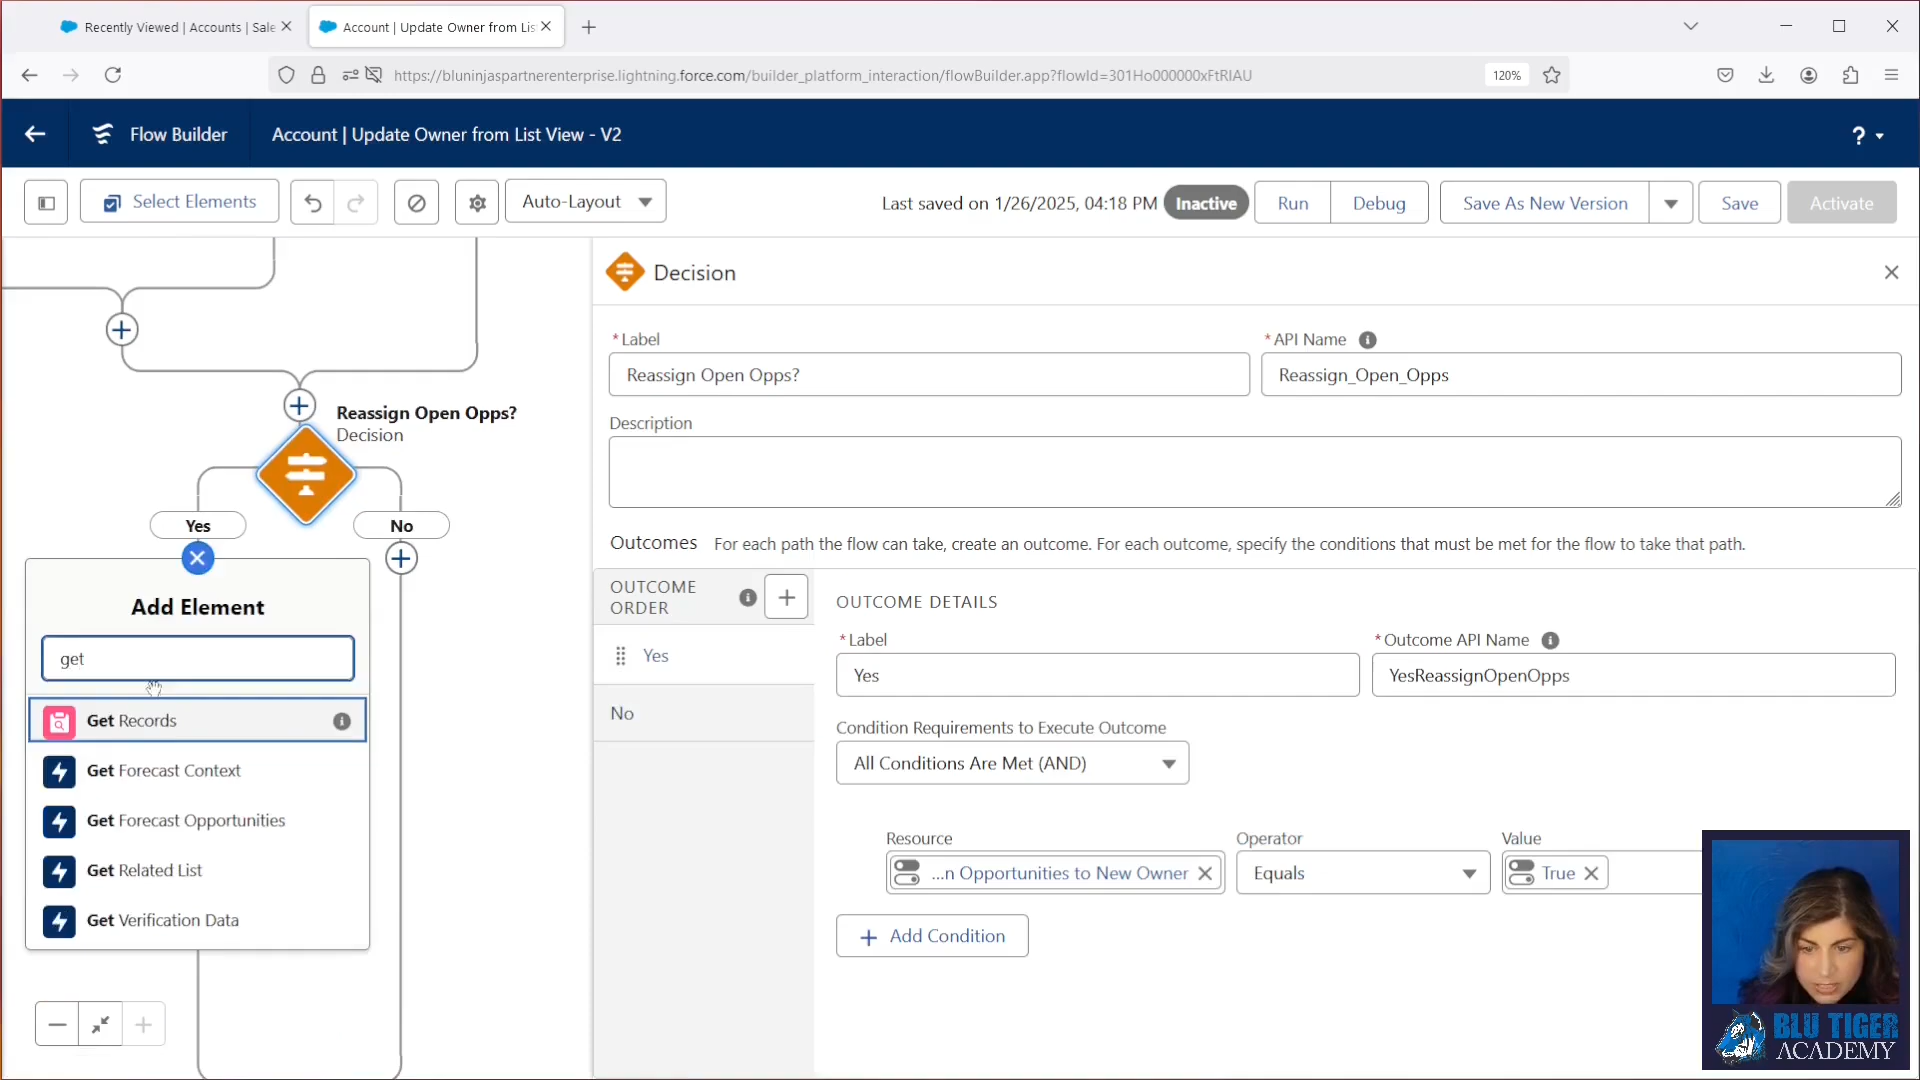 Recently Viewed | Accounts | Sale
Account | Update Owner from Lis
https://bluninjaspartnerenterprise.lightning.force.com/builder_platform_interaction/flowBuilder.app?flowId=301Ho000000xFtRIAU
120%
Flow Builder
Account | Update Owner from List View - V2
?
Select Elements
Auto-Layout
Last saved on 1/26/2025, 04:18 PM
Inactive
Run
Debug
Save As New Version
Save
Activate
Reassign Open Opps?
Decision
Yes
No
Add Element
get
Get Records
Get Forecast Context
Get Forecast Opportunities
Get Related List
Get Verification Data
Decision
*Label
Reassign Open Opps?
*API Name
Reassign_Open_Opps
Description
Outcomes For each path the flow can take, create an outcome. For each outcome, specify the conditions that must be met for the flow to take that path.
OUTCOME
ORDER
Yes
No
OUTCOME DETAILS
*Label
Yes
*Outcome API Name
YesReassignOpenOpps
Condition Requirements to Execute Outcome
All Conditions Are Met (AND)
Resource
...n Opportunities to New Owner
Operator
Equals
Value
True
Add Condition
BLU TIGER
ACADEMY